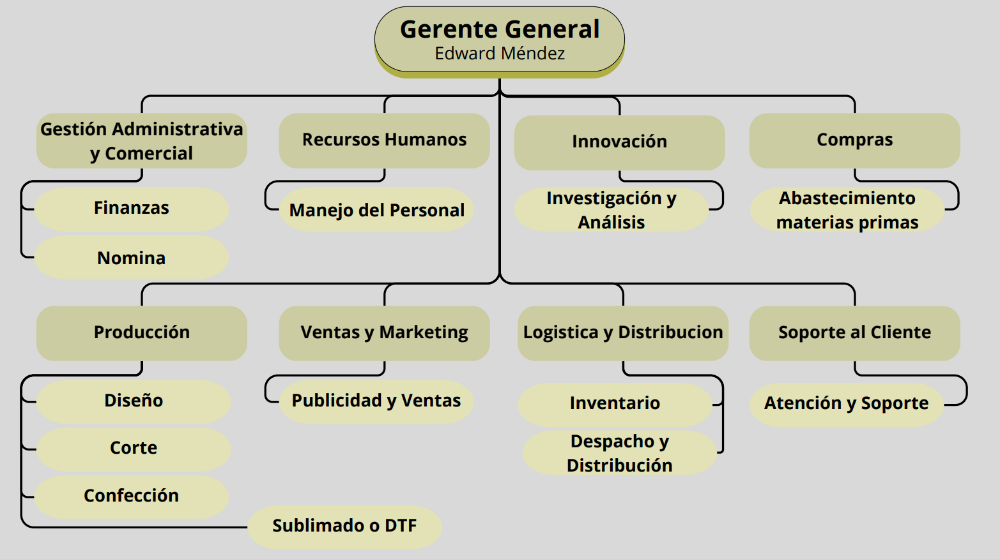 Gerente General
Edward Méndez
Gestión Administrativa
y Comercial
Recursos Humanos
Innovación
Compras
Finanzas
Manejo del Personal
Investigación y
Análisis
Abastecimiento
materias primas
Nomina
Producción
Ventas y Marketing
Logistica y Distribucion
Soporte al Cliente
Diseño
Publicidad y Ventas
Inventario
Atención y Soporte
Corte
Despacho y
Distribución
Confección
Sublimado o DTF